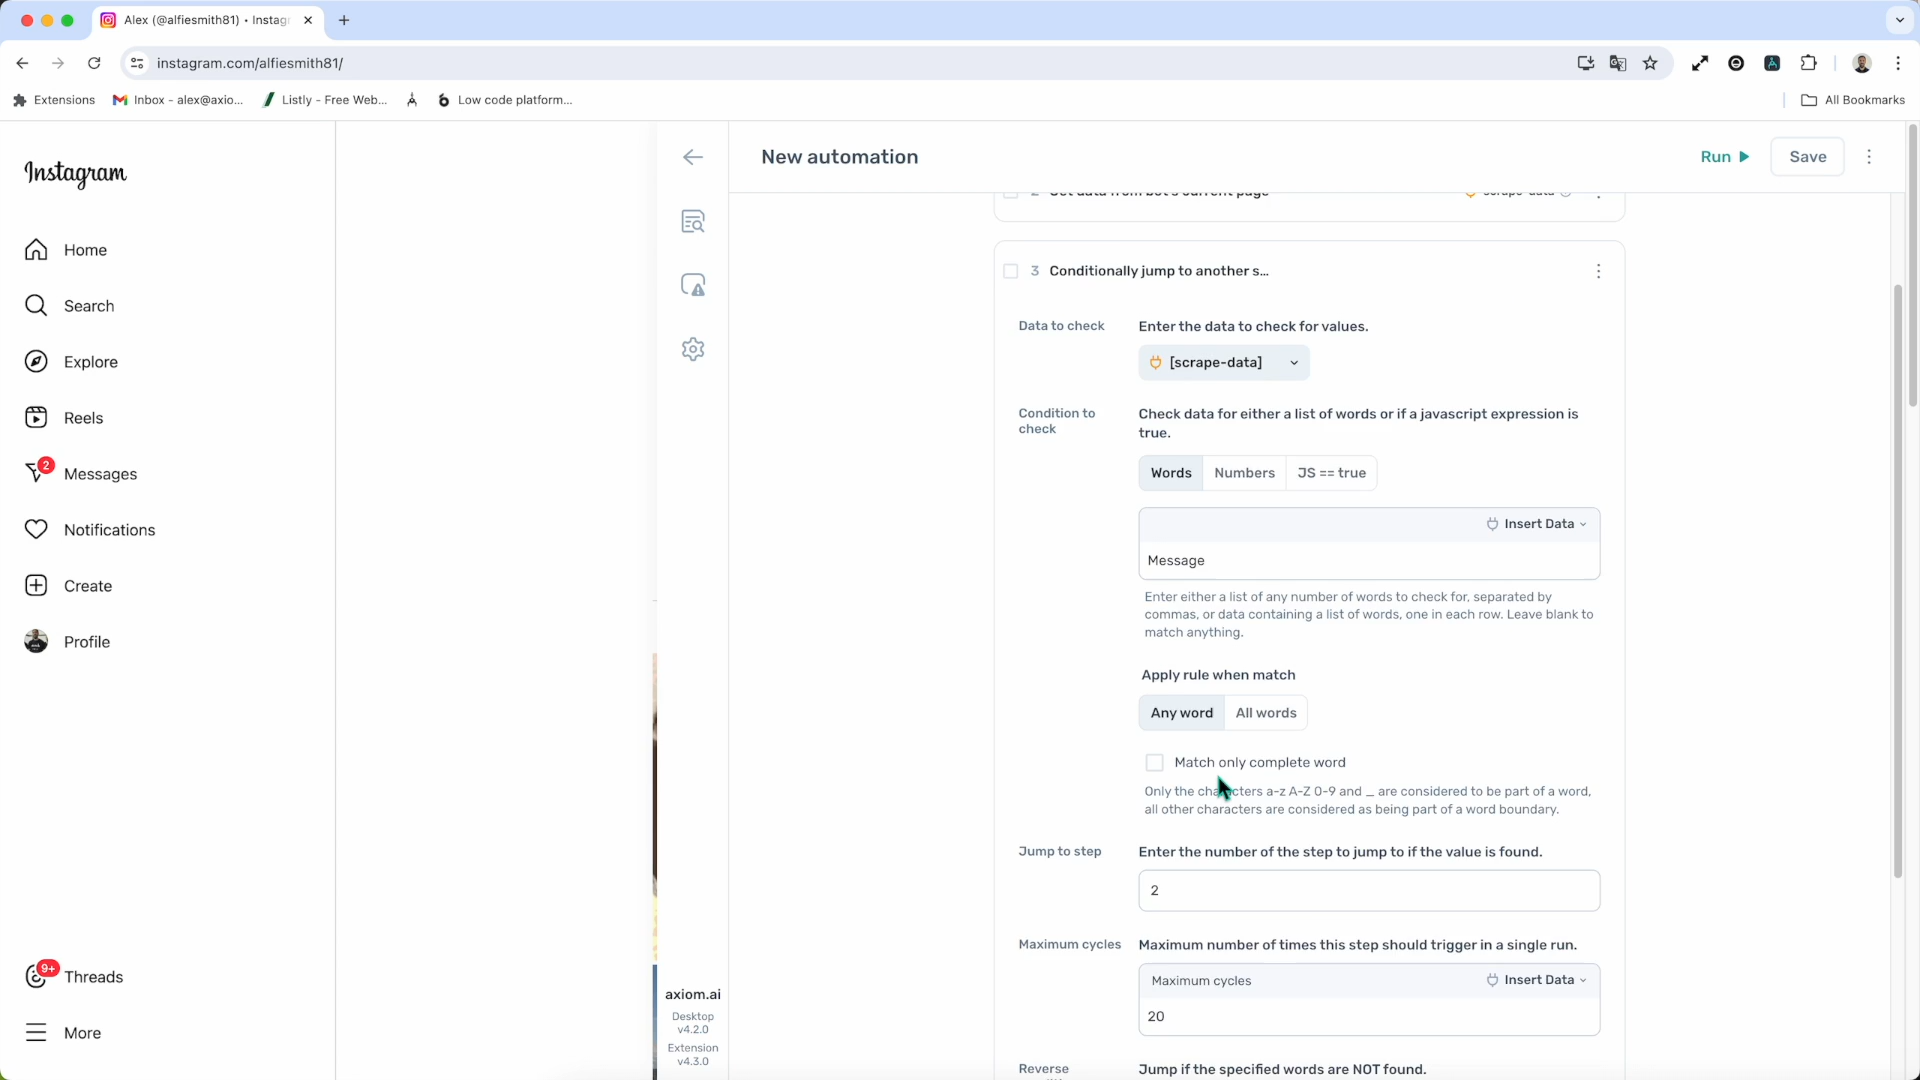 Alex (@alfiesmith81) • Instagr
instagram.com/alfiesmith81/
Extensions
Inbox - alex@axio...
Listly - Free Web...
Low code platform...
All Bookmarks
Instagram
Home
Search
Explore
Reels
2
Messages
Notifications
Create
Profile
9+
Threads
More
axiom.ai
Desktop
v4.2.0
Extension
v4.3.0
New automation
Run
Save
2 Get data from bot's current page
scrape-data
3 Conditionally jump to another s...
Data to check
Enter the data to check for values.
[scrape-data]
Condition to
check
Check data for either a list of words or if a javascript expression is
true.
Words
Numbers
JS == true
Insert Data
Message
Enter either a list of any number of words to check for, separated by
commas, or data containing a list of words, one in each row. Leave blank to
match anything.
Apply rule when match
Any word
All words
Match only complete word
Only the characters a-z A-Z 0-9 and _ are considered to be part of a word,
all other characters are considered as being part of a word boundary.
Jump to step
Enter the number of the step to jump to if the value is found.
2
Maximum cycles
Maximum number of times this step should trigger in a single run.
Maximum cycles
Insert Data
20
Reverse
Jump if the specified words are NOT found.